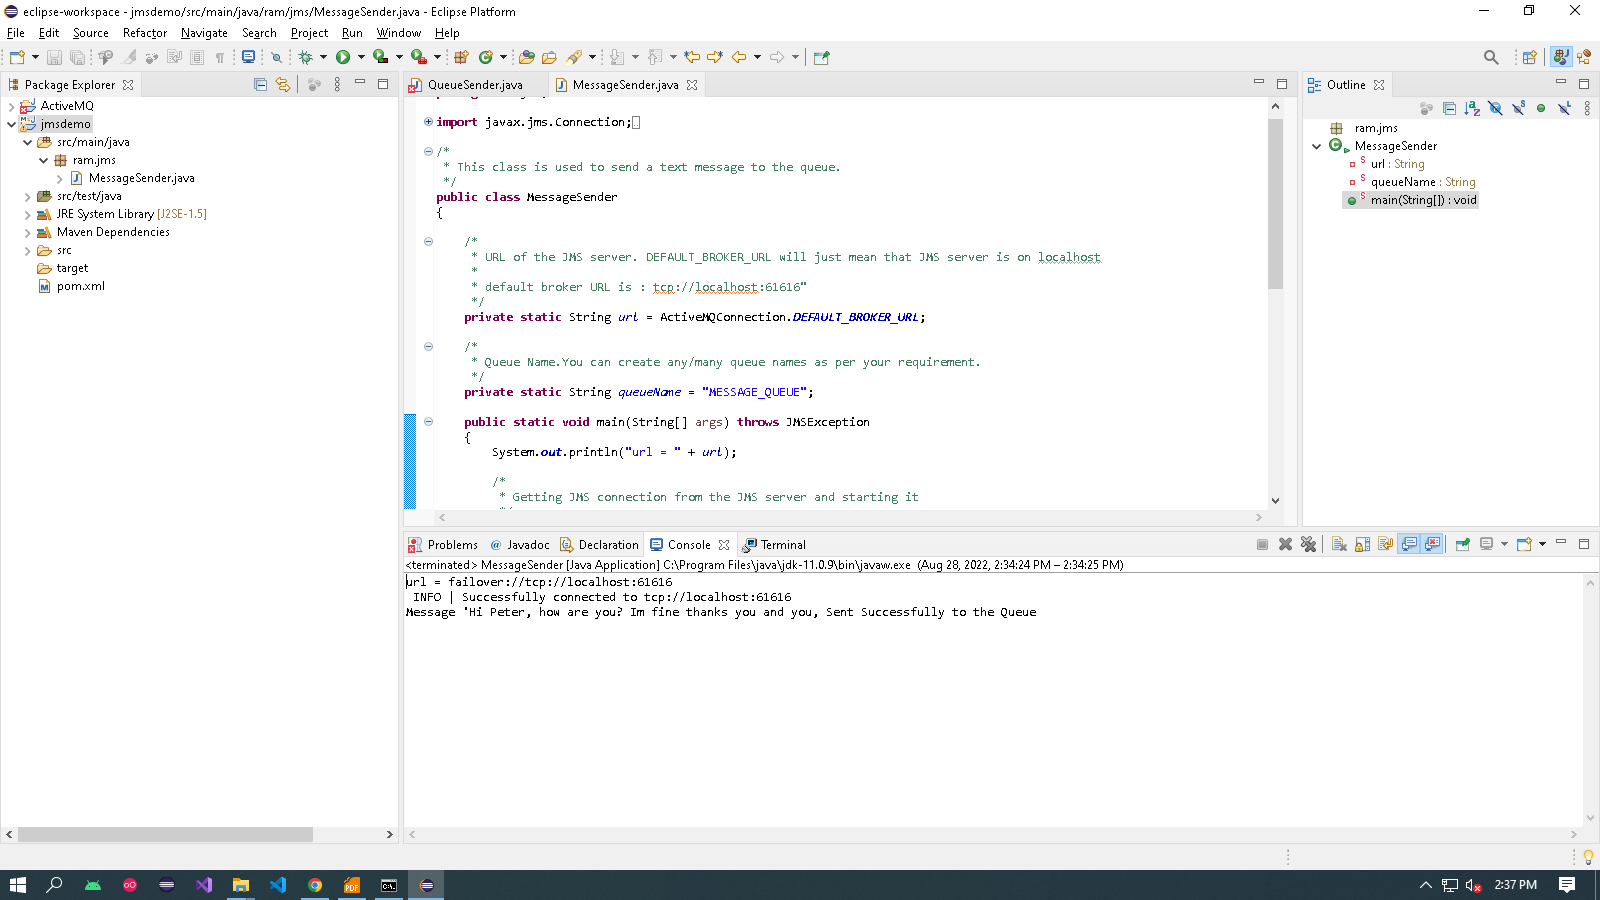 eclipse-workspace - jmsdemo/src/main/java/ram/jms/MessageSender.java - Eclipse Platform
File Edit Source Refactor Navigate Search Project Run Window Help
Package Explorer
QueueSender.java
MessageSender.java
Outline
ActiveMQ
jmsdemo
src/main/java
ram.jms
MessageSender.java
src/test/java
JRE System Library [J2SE-1.5]
Maven Dependencies
src
target
pom.xml
import javax.jms.Connection;
/*
* This class is used to send a text message to the queue.
*/
public class MessageSender
{
/*
* URL of the JMS server. DEFAULT_BROKER_URL will just mean that JMS server is on localhost
*
* default broker URL is : tcp://localhost:61616"
*/
private static String url = ActiveMQConnection.DEFAULT_BROKER_URL;
/*
* Queue Name.You can create any/many queue names as per your requirement.
*/
private static String queueName = "MESSAGE_QUEUE";
public static void main(String[] args) throws JMSException
{
System.out.println("url = " + url);
/*
* Getting JMS connection from the JMS server and starting it
ram.jms
MessageSender
url : String
queueName : String
main(String[]) : void
Problems Javadoc Declaration Console Terminal
<terminated> MessageSender [Java Application] C:\Program Files\java\jdk-11.0.9\bin\javaw.exe (Aug 28, 2022, 2:34:24 PM – 2:34:25 PM)
url = failover://tcp://localhost:61616
INFO | Successfully connected to tcp://localhost:61616
Message 'Hi Peter, how are you? Im fine thanks you and you, Sent Successfully to the Queue
2:37 PM